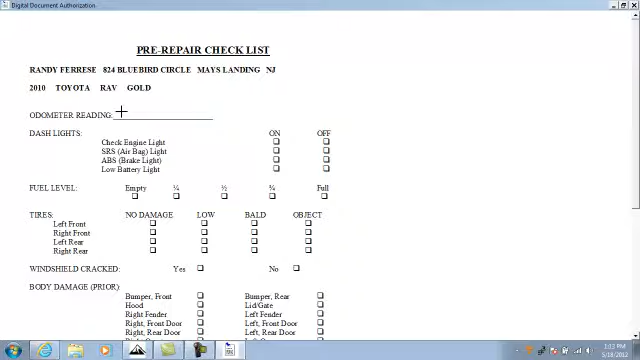 Digital Document Authorization
PRE-REPAIR CHECK LIST
RANDY FERRESE 824 BLUEBIRD CIRCLE MAYS LANDING NJ
2010 TOYOTA RAV GOLD
ODOMETER READING:
DASH LIGHTS: ON OFF
Check Engine Light
SRS (Air Bag) Light
ABS (Brake Light)
Low Battery Light
FUEL LEVEL: Empty ¼ ½ ¾ Full
TIRES: NO DAMAGE LOW BALD OBJECT
Left Front
Right Front
Left Rear
Right Rear
WINDSHIELD CRACKED: Yes No
BODY DAMAGE (PRIOR):
Bumper, Front Bumper, Rear
Hood Lid/Gate
Right Fender Left Fender
Right, Front Door Left, Front Door
Right, Rear Door Left, Rear Door
1:33 PM
5/18/2012